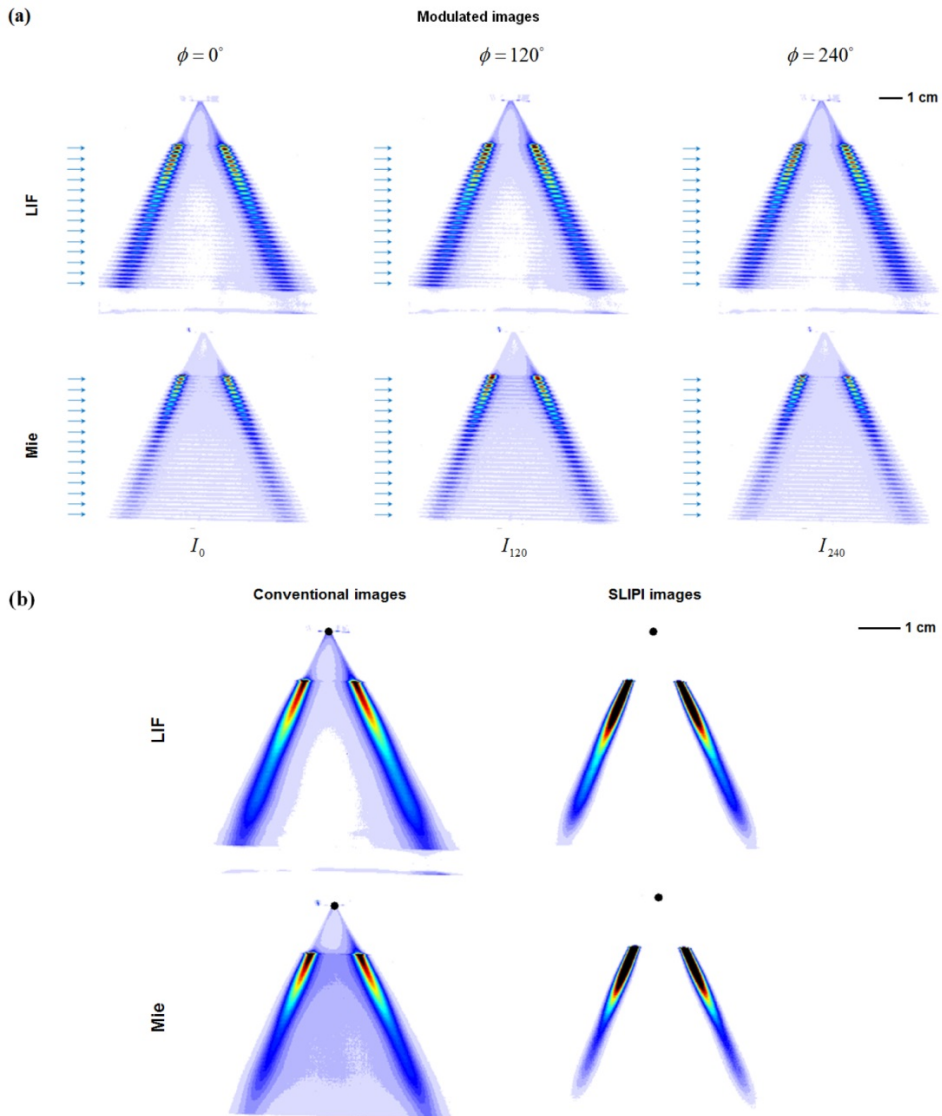 (a)
Modulated images
ϕ = 0° ϕ = 120° ϕ = 240°
1 cm
LIF
Mie
I₀ I₁₂₀ I₂₄₀
(b)
Conventional images SLIPI images
1 cm
LIF
Mie